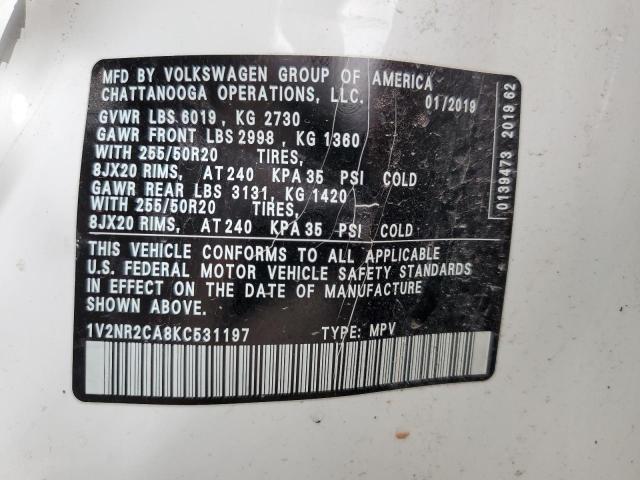 MFD BY VOLKSWAGEN GROUP OF AMERICA
CHATTANOOGA OPERATIONS, LLC. 01/2019
GVWR LBS 6019, KG 2730
GAWR FRONT LBS 2998, KG 1360
WITH 255/50R20 TIRES,
8JX20 RIMS, AT 240 KPA 35 PSI COLD
GAWR REAR LBS 3131, KG 1420
WITH 255/50R20 TIRES,
8JX20 RIMS, AT 240 KPA 35 PSI COLD
THIS VEHICLE CONFORMS TO ALL APPLICABLE
U.S. FEDERAL MOTOR VEHICLE SAFETY STANDARDS
IN EFFECT ON THE DATE OF MANUFACTURE
SHOWN ABOVE.
1V2NR2CA8KC531197 TYPE: MPV
0139473 2019 62